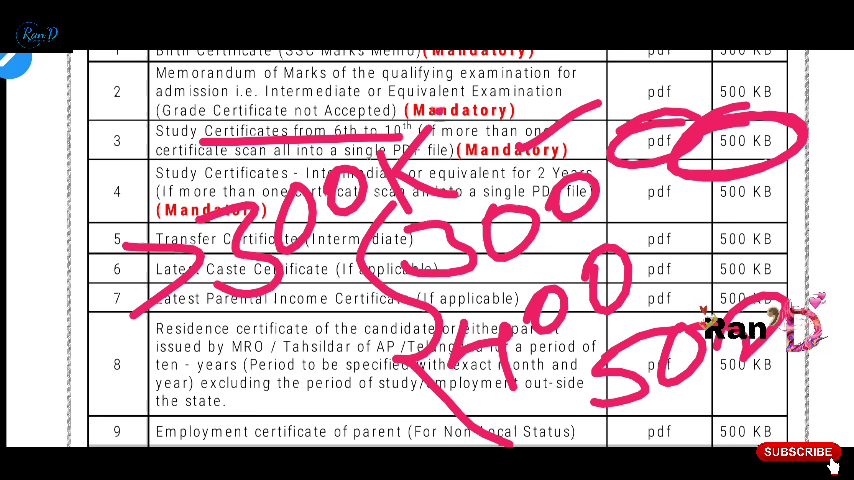 Ran'D
1 Birth Certificate (SSC Marks Memo)(Mandatory) pdf 500 KB
Memorandum of Marks of the qualifying examination for
2 admission i.e. Intermediate or Equivalent Examination pdf 500 KB
(Grade Certificate not Accepted) (Mandatory)
Study Certificates from 6th to 10th (If more than one
3 certificate scan all into a single PDF file)(Mandatory) pdf 500 KB
Study Certificates - Intermediate or equivalent for 2 Years
4 (If more than one certificate scan all into a single PDF file) pdf 500 KB
(Mandatory)
5 Transfer Certificate (Intermediate) pdf 500 KB
6 Latest Caste Certificate (If applicable) pdf 500 KB
7 Latest Parental Income Certificate (If applicable) pdf 500 KB
Residence certificate of the candidate or either parent
issued by MRO / Tahsildar of AP /Telangana for a period of
8 ten - years (Period to be specified with exact month and pdf 500 KB
year) excluding the period of study/employment out-side
the state.
9 Employment certificate of parent (For Non-Local Status) pdf 500 KB
>300K
300
400
500
Ran'D
SUBSCRIBE